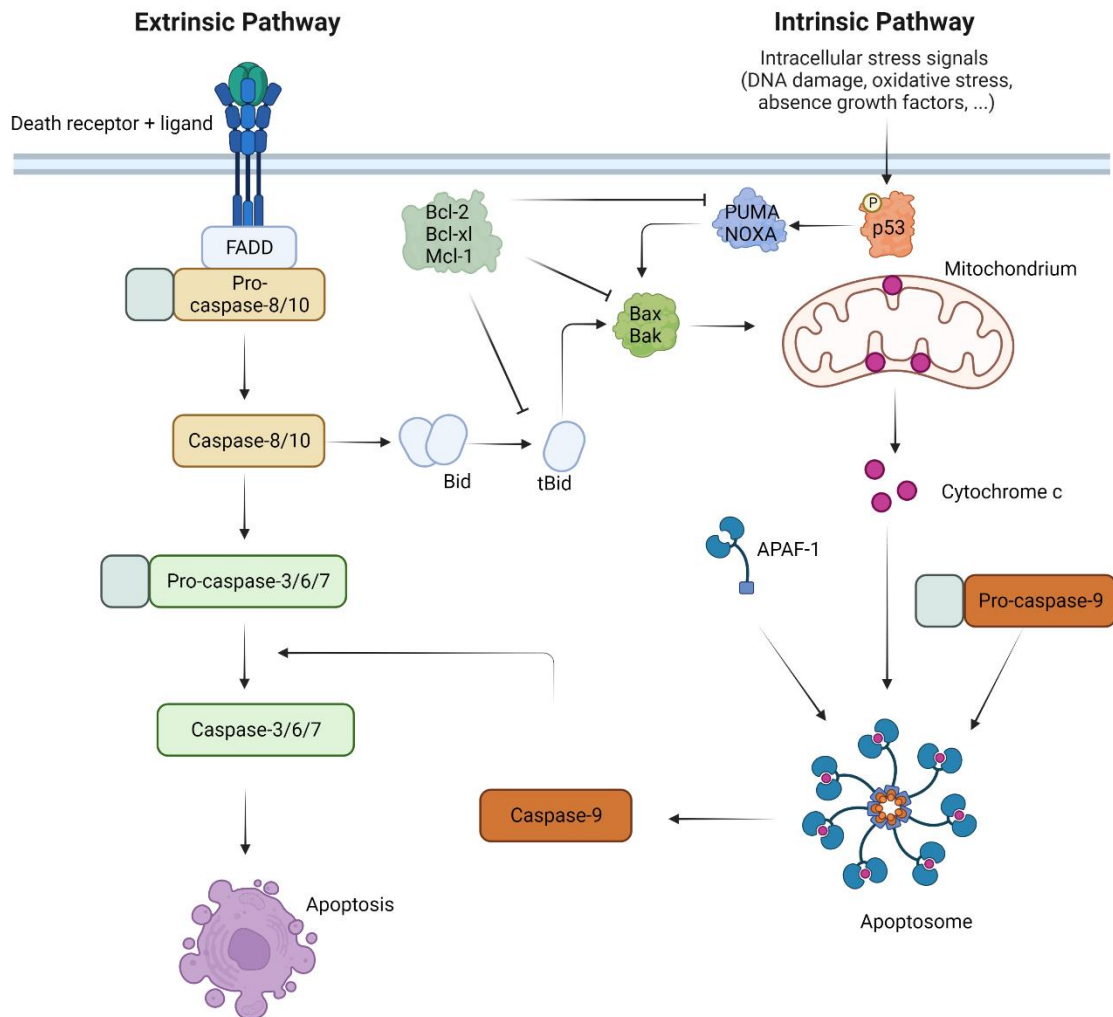 Extrinsic Pathway
Intrinsic Pathway
Intracellular stress signals
(DNA damage, oxidative stress,
absence growth factors, ...)
Death receptor + ligand
P
p53
PUMA
NOXA
Bcl-2
Bcl-xl
Mcl-1
FADD
Pro-
caspase-8/10
Mitochondrium
Bax
Bak
Caspase-8/10
Bid
tBid
Cytochrome c
APAF-1
Pro-caspase-3/6/7
Pro-caspase-9
Caspase-3/6/7
Caspase-9
Apoptosis
Apoptosome